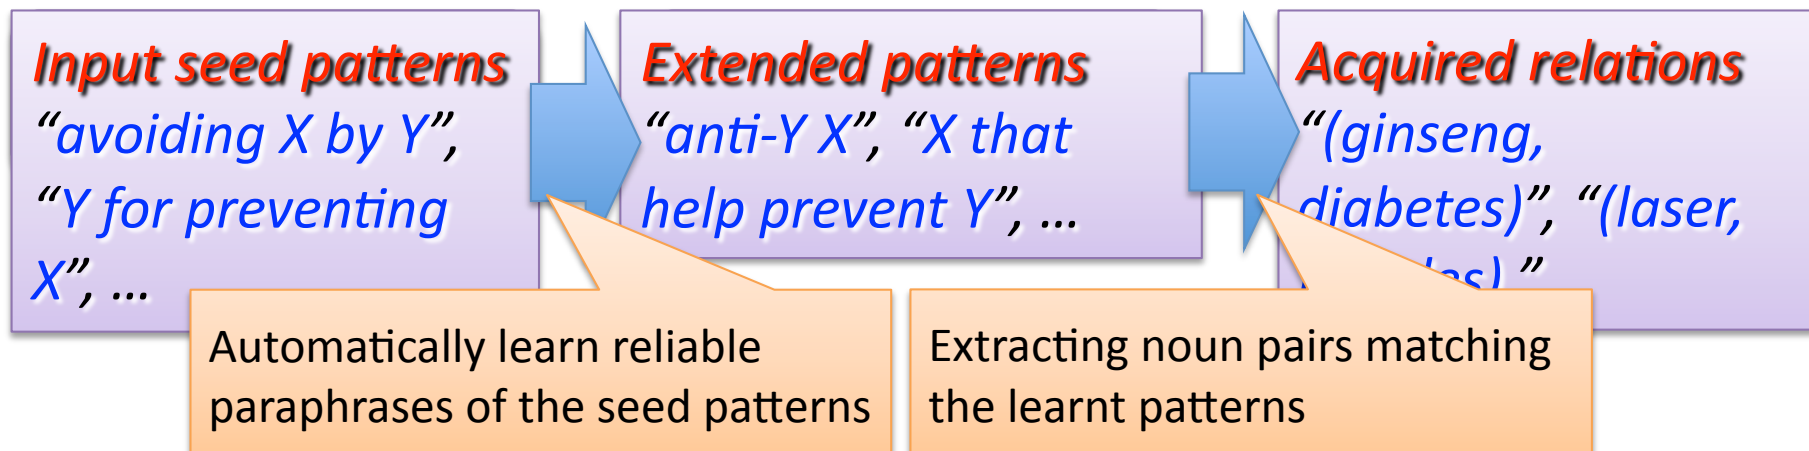 Input seed patterns
“avoiding X by Y”,
“Y for preventing
X”, …
Extended patterns
“anti-Y X”, “X that
help prevent Y”, …
Acquired relations
“(ginseng,
diabetes)”, “(laser,
”
Automatically learn reliable
paraphrases of the seed patterns
Extracting noun pairs matching
the learnt patterns